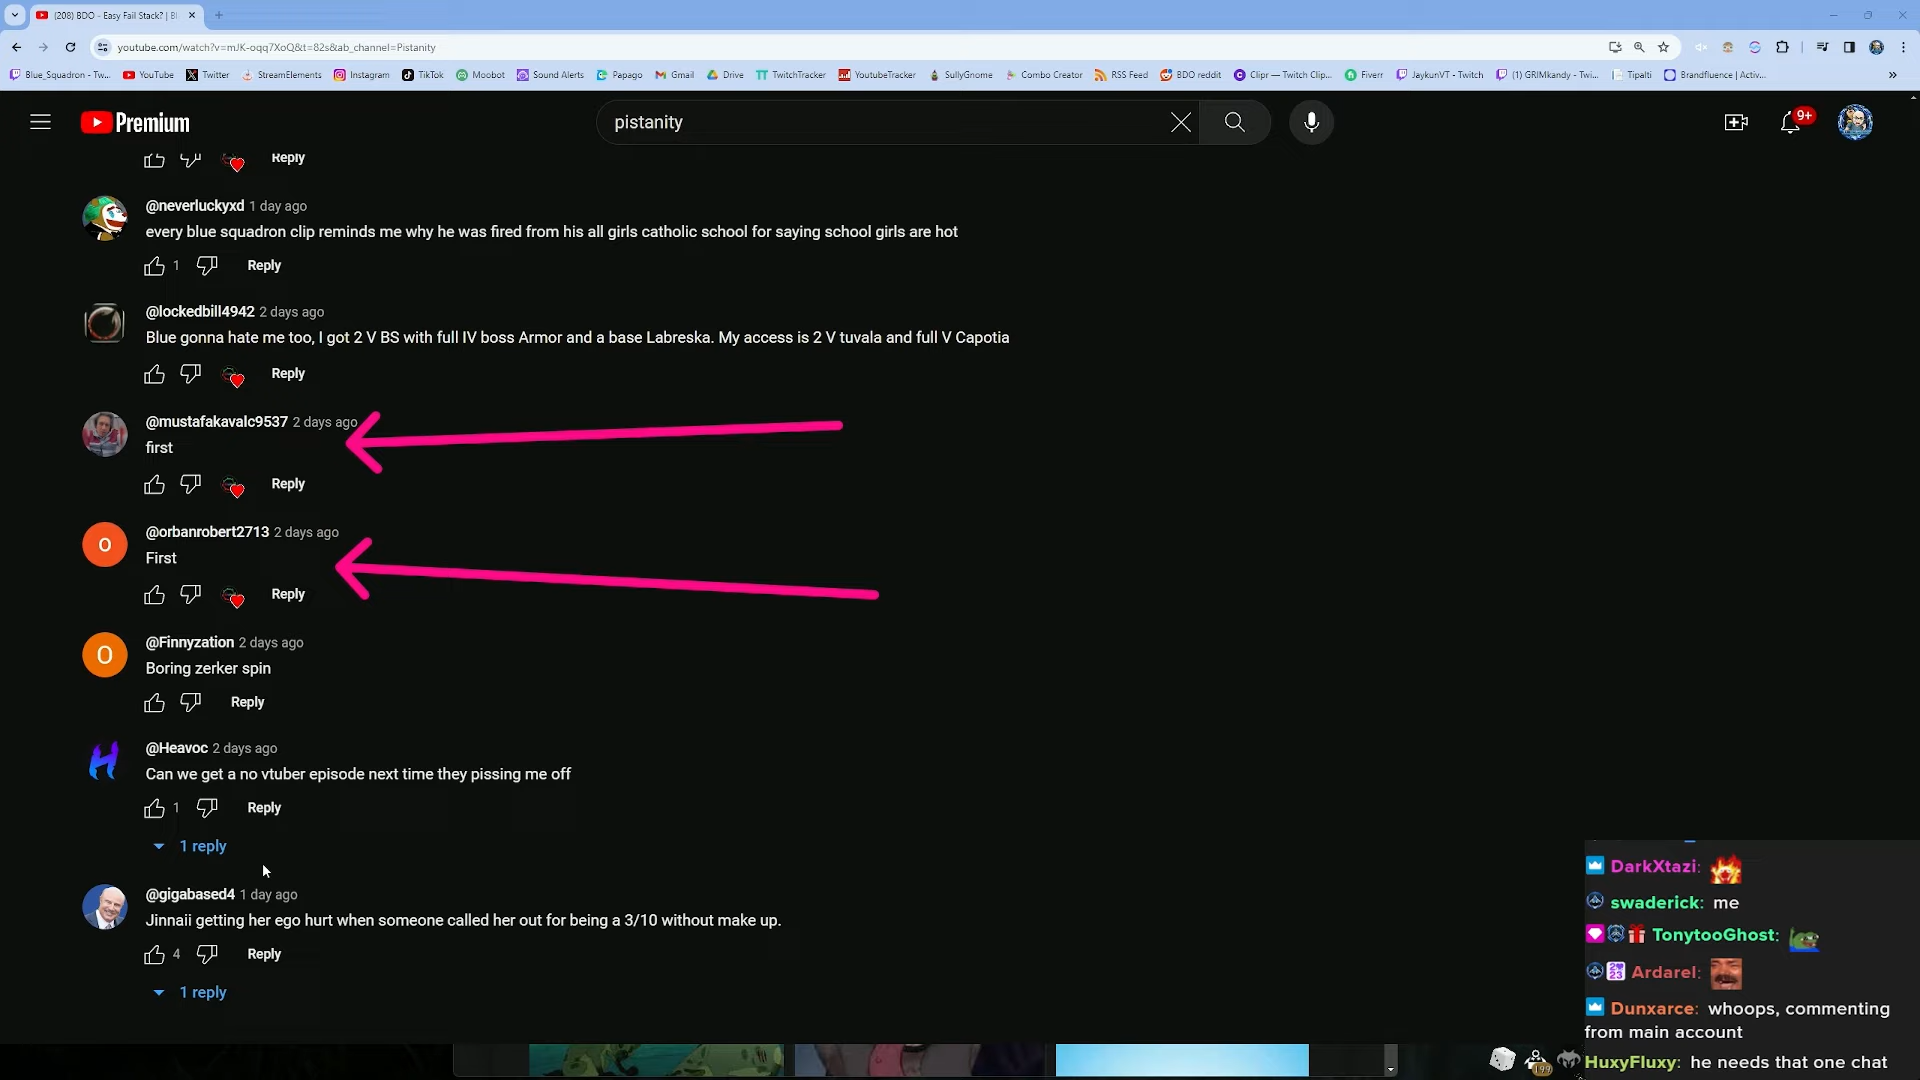 (208) BDO - Easy Fail Stack? | Bl
youtube.com/watch?v=mJK-oqq7XoQ&t=82s&ab_channel=Pistanity
Blue_Squadron - Tw... YouTube Twitter StreamElements Instagram TikTok Moobot Sound Alerts Papago Gmail Drive TwitchTracker YoutubeTracker SullyGnome Combo Creator RSS Feed BDO reddit Clipr — Twitch Clip... Fiverr JaykunVT - Twitch (1) GRIMkandy - Twi... Tipalti Brandfluence | Activ...
Premium
pistanity
9+
Reply
@neverluckyxd 1 day ago
every blue squadron clip reminds me why he was fired from his all girls catholic school for saying school girls are hot
1 Reply
@lockedbill4942 2 days ago
Blue gonna hate me too, I got 2 V BS with full IV boss Armor and a base Labreska. My access is 2 V tuvala and full V Capotia
Reply
@mustafakavalc9537 2 days ago
first
Reply
O
@orbanrobert2713 2 days ago
First
Reply
O
@Finnyzation 2 days ago
Boring zerker spin
Reply
@Heavoc 2 days ago
Can we get a no vtuber episode next time they pissing me off
1 Reply
1 reply
@gigabased4 1 day ago
Jinnaii getting her ego hurt when someone called her out for being a 3/10 without make up.
4 Reply
1 reply
DarkXtazi:
swaderick: me
TonytooGhost:
Ardarel:
Dunxarce: whoops, commenting
from main account
HuxyFluxy: he needs that one chat
199